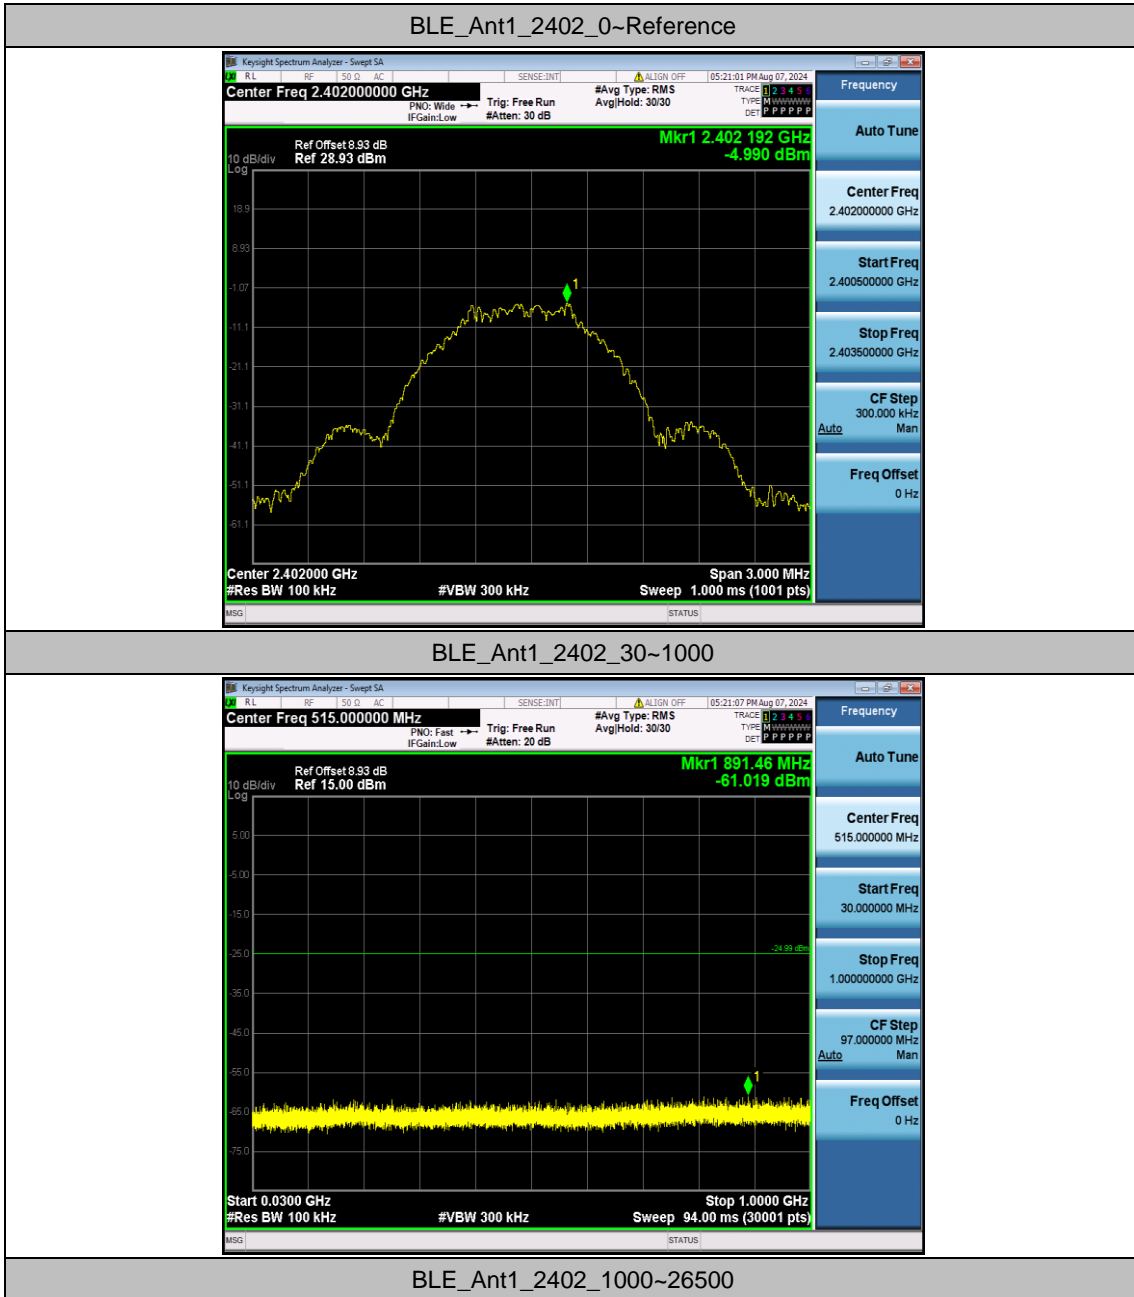 BLE_Ant1_2402_0~Reference
Keysight Spectrum Analyzer - Swept SA
RL RF 50 Ω AC SENSE:INT ALIGN OFF 05:21:01 PM Aug 07, 2024
Center Freq 2.402000000 GHz
PNO: Wide
IFGain:Low
Trig: Free Run
#Atten: 30 dB
#Avg Type: RMS
Avg|Hold: 30/30
TRACE 1 2 3 4 5 6
TYPE M WWWWW
DET P P P P P P
Frequency
Mkr1 2.402 192 GHz
-4.990 dBm
Ref Offset 8.93 dB
10 dB/div Ref 28.93 dBm
Log
18.9
8.93
-1.07
-11.1
-21.1
-31.1
-41.1
-51.1
-61.1
1
Center 2.402000 GHz Span 3.000 MHz
#Res BW 100 kHz #VBW 300 kHz Sweep 1.000 ms (1001 pts)
Auto Tune
Center Freq
2.402000000 GHz
Start Freq
2.400500000 GHz
Stop Freq
2.403500000 GHz
CF Step
300.000 kHz
Auto Man
Freq Offset
0 Hz
MSG STATUS
BLE_Ant1_2402_30~1000
Keysight Spectrum Analyzer - Swept SA
RL RF 50 Ω AC SENSE:INT ALIGN OFF 05:21:07 PM Aug 07, 2024
Center Freq 515.000000 MHz
PNO: Fast
IFGain:Low
Trig: Free Run
#Atten: 20 dB
#Avg Type: RMS
Avg|Hold: 30/30
TRACE 1 2 3 4 5 6
TYPE M WWWWW
DET P P P P P P
Frequency
Mkr1 891.46 MHz
-61.019 dBm
Ref Offset 8.93 dB
10 dB/div Ref 15.00 dBm
Log
5.00
-5.00
-15.0
-25.0
-35.0
-45.0
-55.0
-65.0
-75.0
-24.99 dBm
1
Start 0.0300 GHz Stop 1.0000 GHz
#Res BW 100 kHz #VBW 300 kHz Sweep 94.00 ms (30001 pts)
Auto Tune
Center Freq
515.000000 MHz
Start Freq
30.000000 MHz
Stop Freq
1.000000000 GHz
CF Step
97.000000 MHz
Auto Man
Freq Offset
0 Hz
MSG STATUS
BLE_Ant1_2402_1000~26500